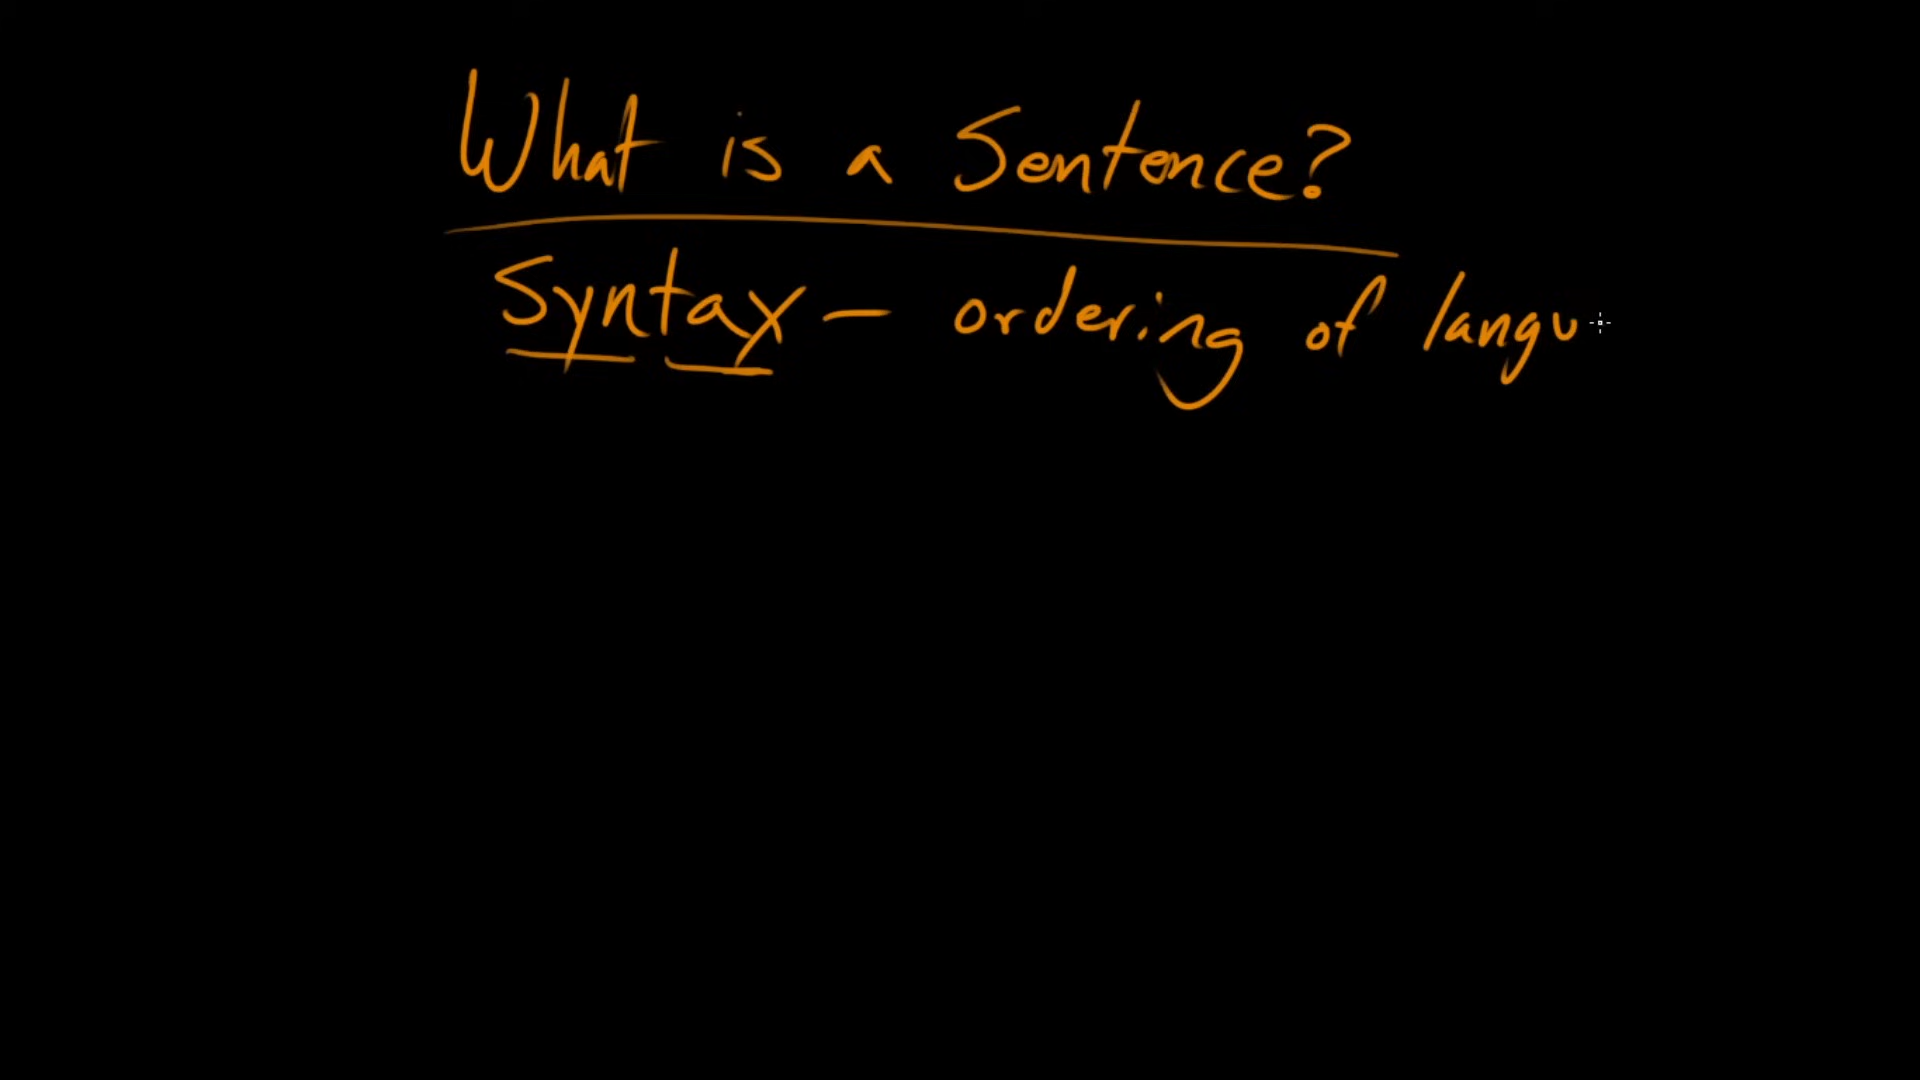 What is a Sentence?
Syntax — ordering of langu